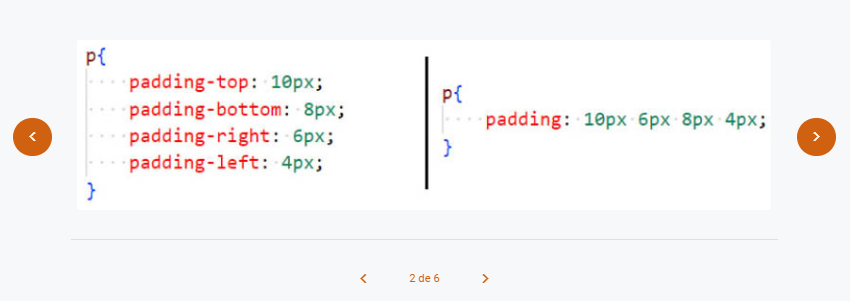 p{
padding-top: 10px;
padding-bottom: 8px;
padding-right: 6px;
padding-left: 4px;
}
p{
padding: 10px 6px 8px 4px;
}
2 de 6